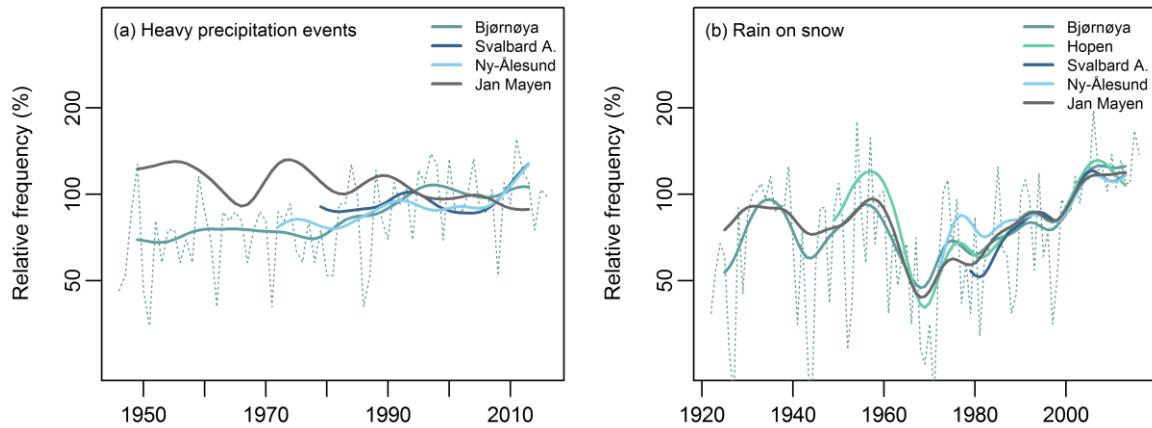 (a) Heavy precipitation events
Bjørnøya
Svalbard A.
Ny-Ålesund
Jan Mayen
Relative frequency (%)
200
100
50
1950
1970
1990
2010
(b) Rain on snow
Bjørnøya
Hopen
Svalbard A.
Ny-Ålesund
Jan Mayen
Relative frequency (%)
200
100
50
1920
1940
1960
1980
2000